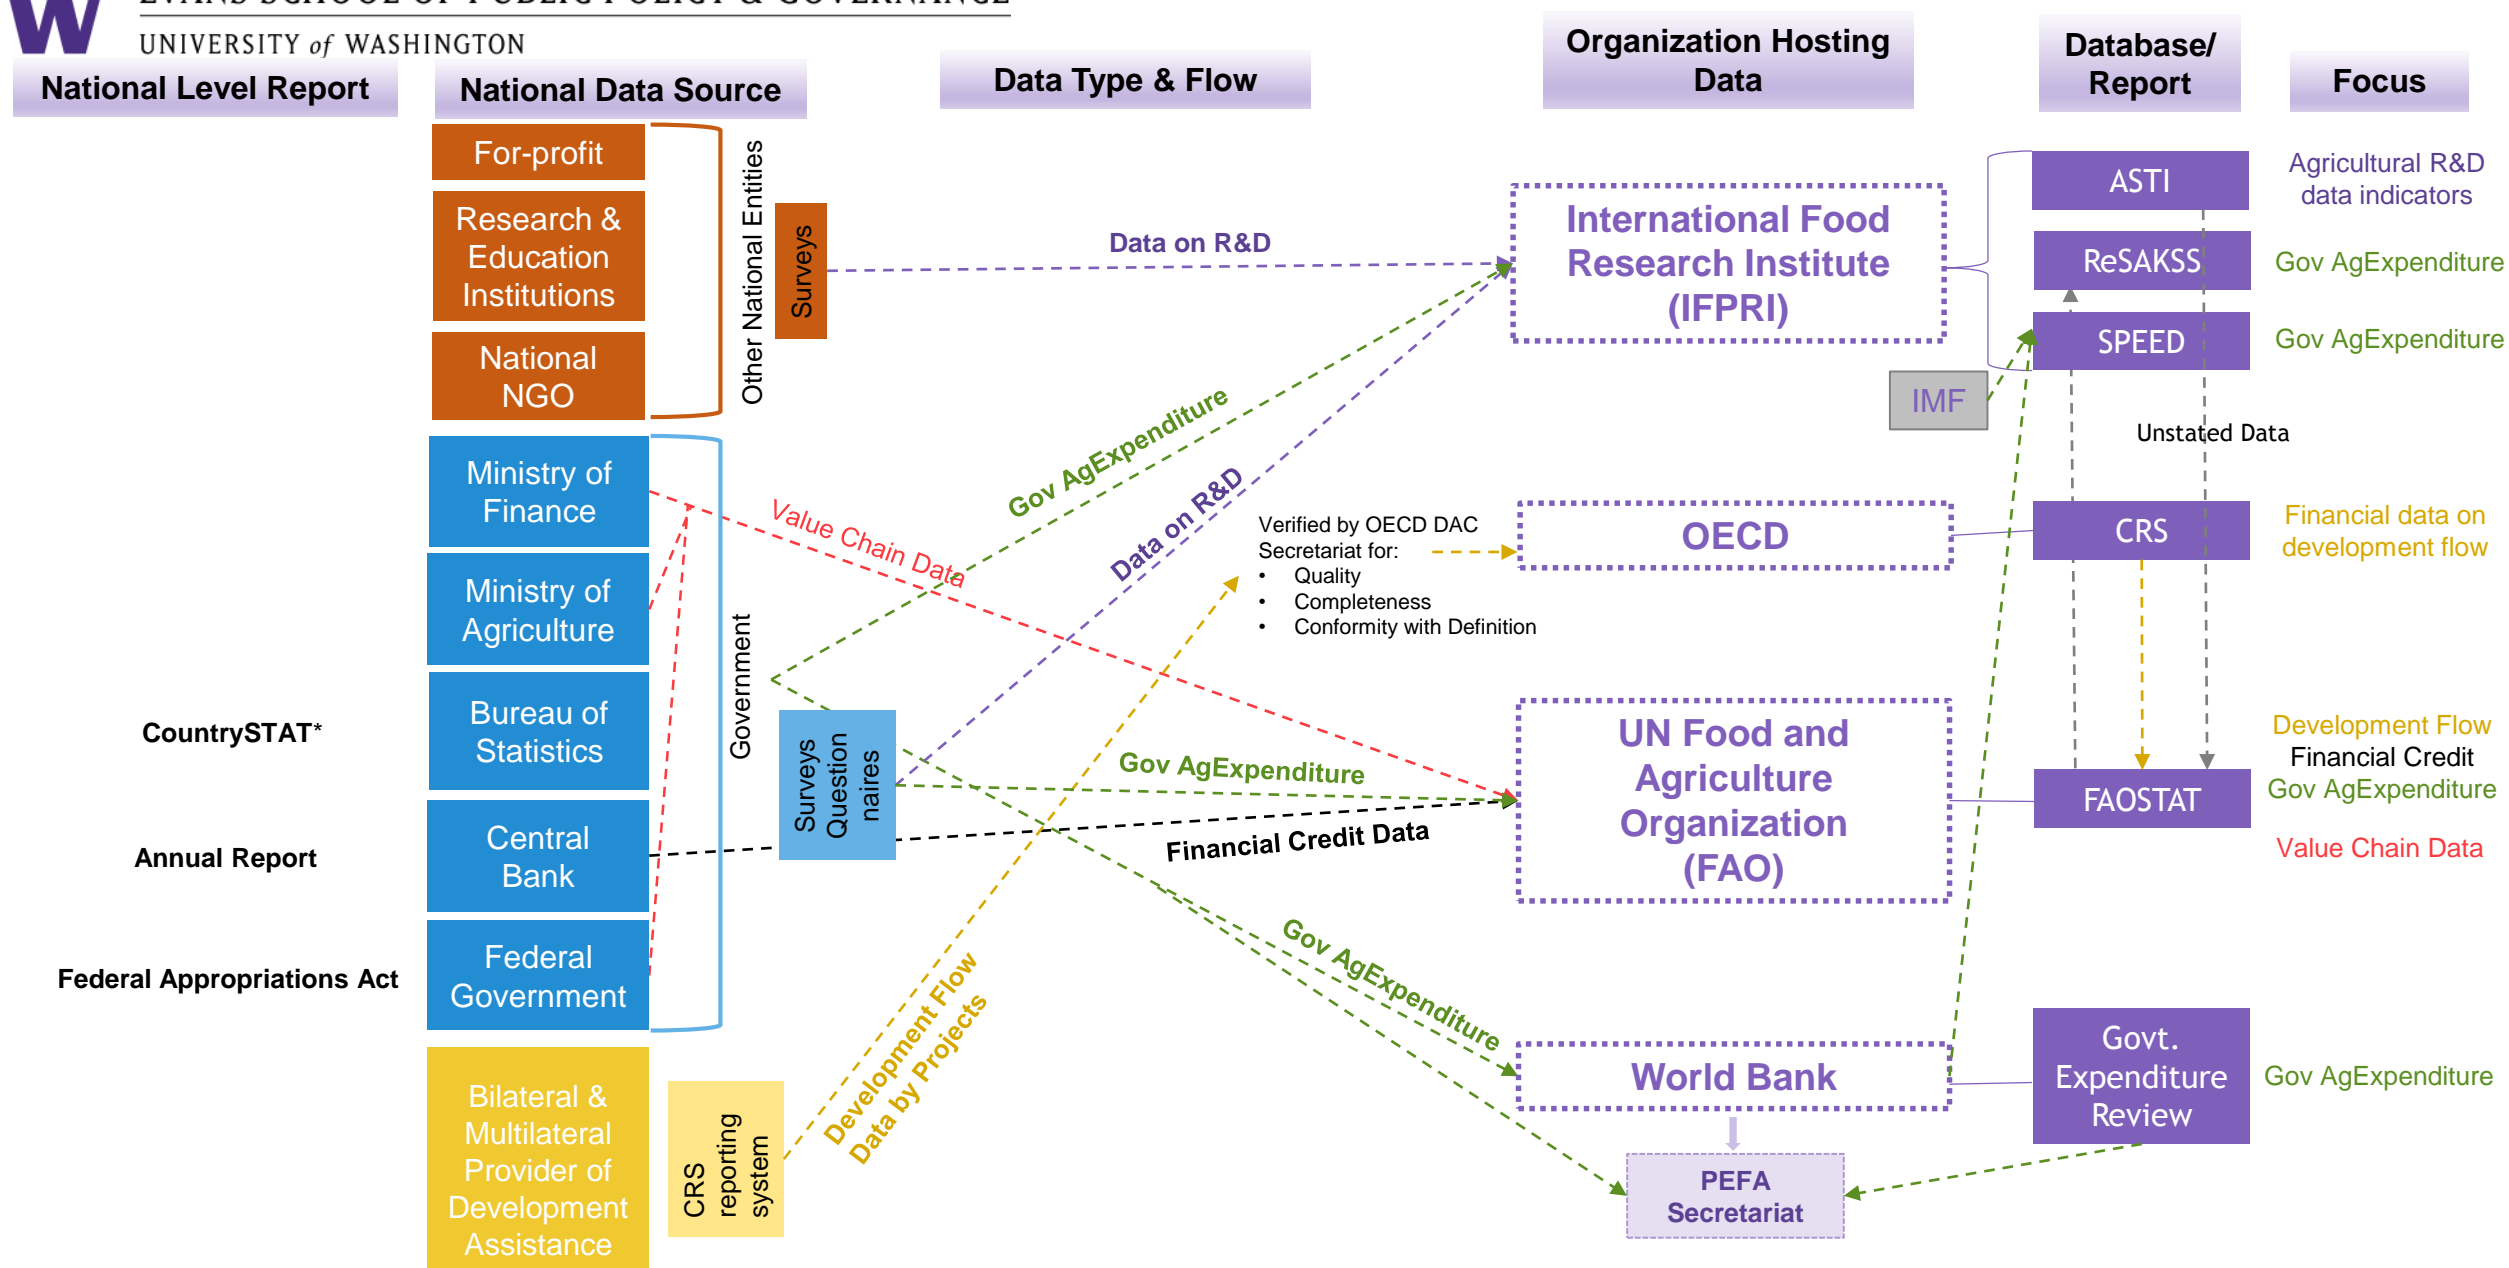 EVANS SCHOOL OF PUBLIC POLICY & GOVERNANCE
UNIVERSITY of WASHINGTON
National Level Report
National Data Source
Data Type & Flow
Organization Hosting
Data
Database/
Report
Focus
For-profit
Research &
Education
Institutions
National
NGO
Other National Entities
Surveys
Data on R&D
International Food
Research Institute
(IFPRI)
ASTI
Agricultural R&D
data indicators
ReSAKSS
Gov AgExpenditure
SPEED
Gov AgExpenditure
IMF
Unstated Data
Ministry of
Finance
Ministry of
Agriculture
Bureau of
Statistics
Central
Bank
Federal
Government
Government
CountrySTAT*
Annual Report
Federal Appropriations Act
Value Chain Data
Gov AgExpenditure
Data on R&D
Verified by OECD DAC
Secretariat for:
• Quality
• Completeness
• Conformity with Definition
OECD
CRS
Financial data on
development flow
Surveys
Question
naires
Gov AgExpenditure
Financial Credit Data
UN Food and
Agriculture
Organization
(FAO)
FAOSTAT
Development Flow
Financial Credit
Gov AgExpenditure
Value Chain Data
Bilateral &
Multilateral
Provider of
Development
Assistance
CRS
reporting
system
Development Flow
Data by Projects
Gov AgExpenditure
World Bank
PEFA
Secretariat
Govt.
Expenditure
Review
Gov AgExpenditure